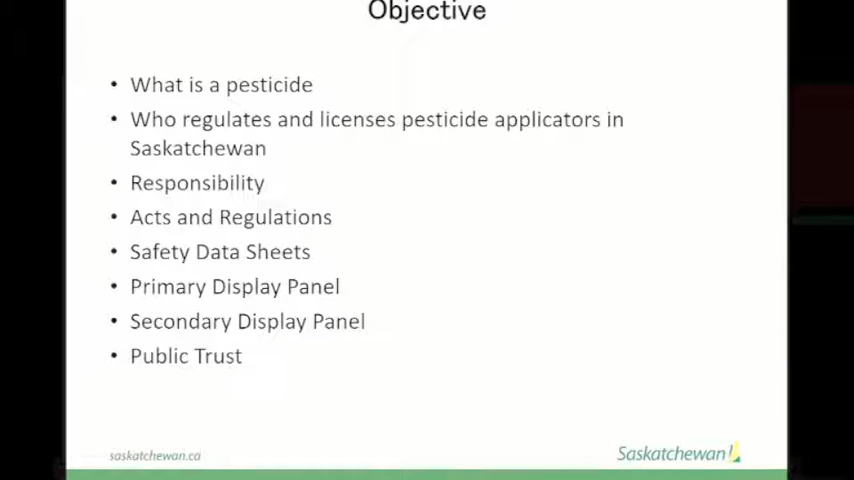 Objective
• What is a pesticide
• Who regulates and licenses pesticide applicators in
Saskatchewan
• Responsibility
• Acts and Regulations
• Safety Data Sheets
• Primary Display Panel
• Secondary Display Panel
• Public Trust
saskatchewan.ca
Saskatchewan